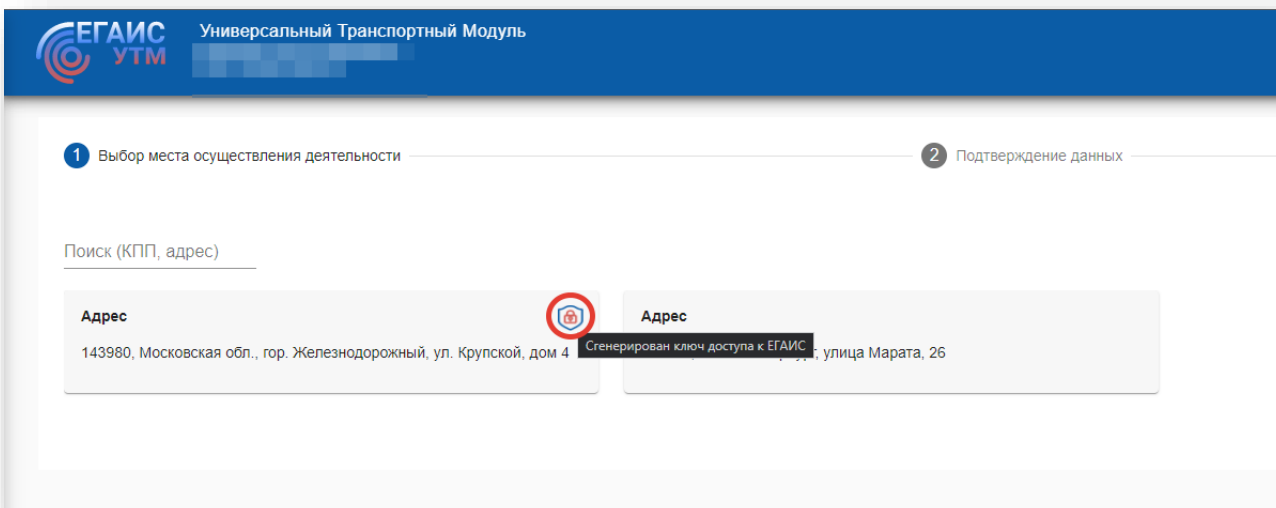 ЕГАИС
УТМ
Универсальный Транспортный Модуль
1 Выбор места осуществления деятельности
2 Подтверждение данных
Поиск (КПП, адрес)
Адрес
143980, Московская обл., гор. Железнодорожный, ул. Крупской, дом 4
Сгенерирован ключ доступа к ЕГАИС
Адрес
улица Марата, 26